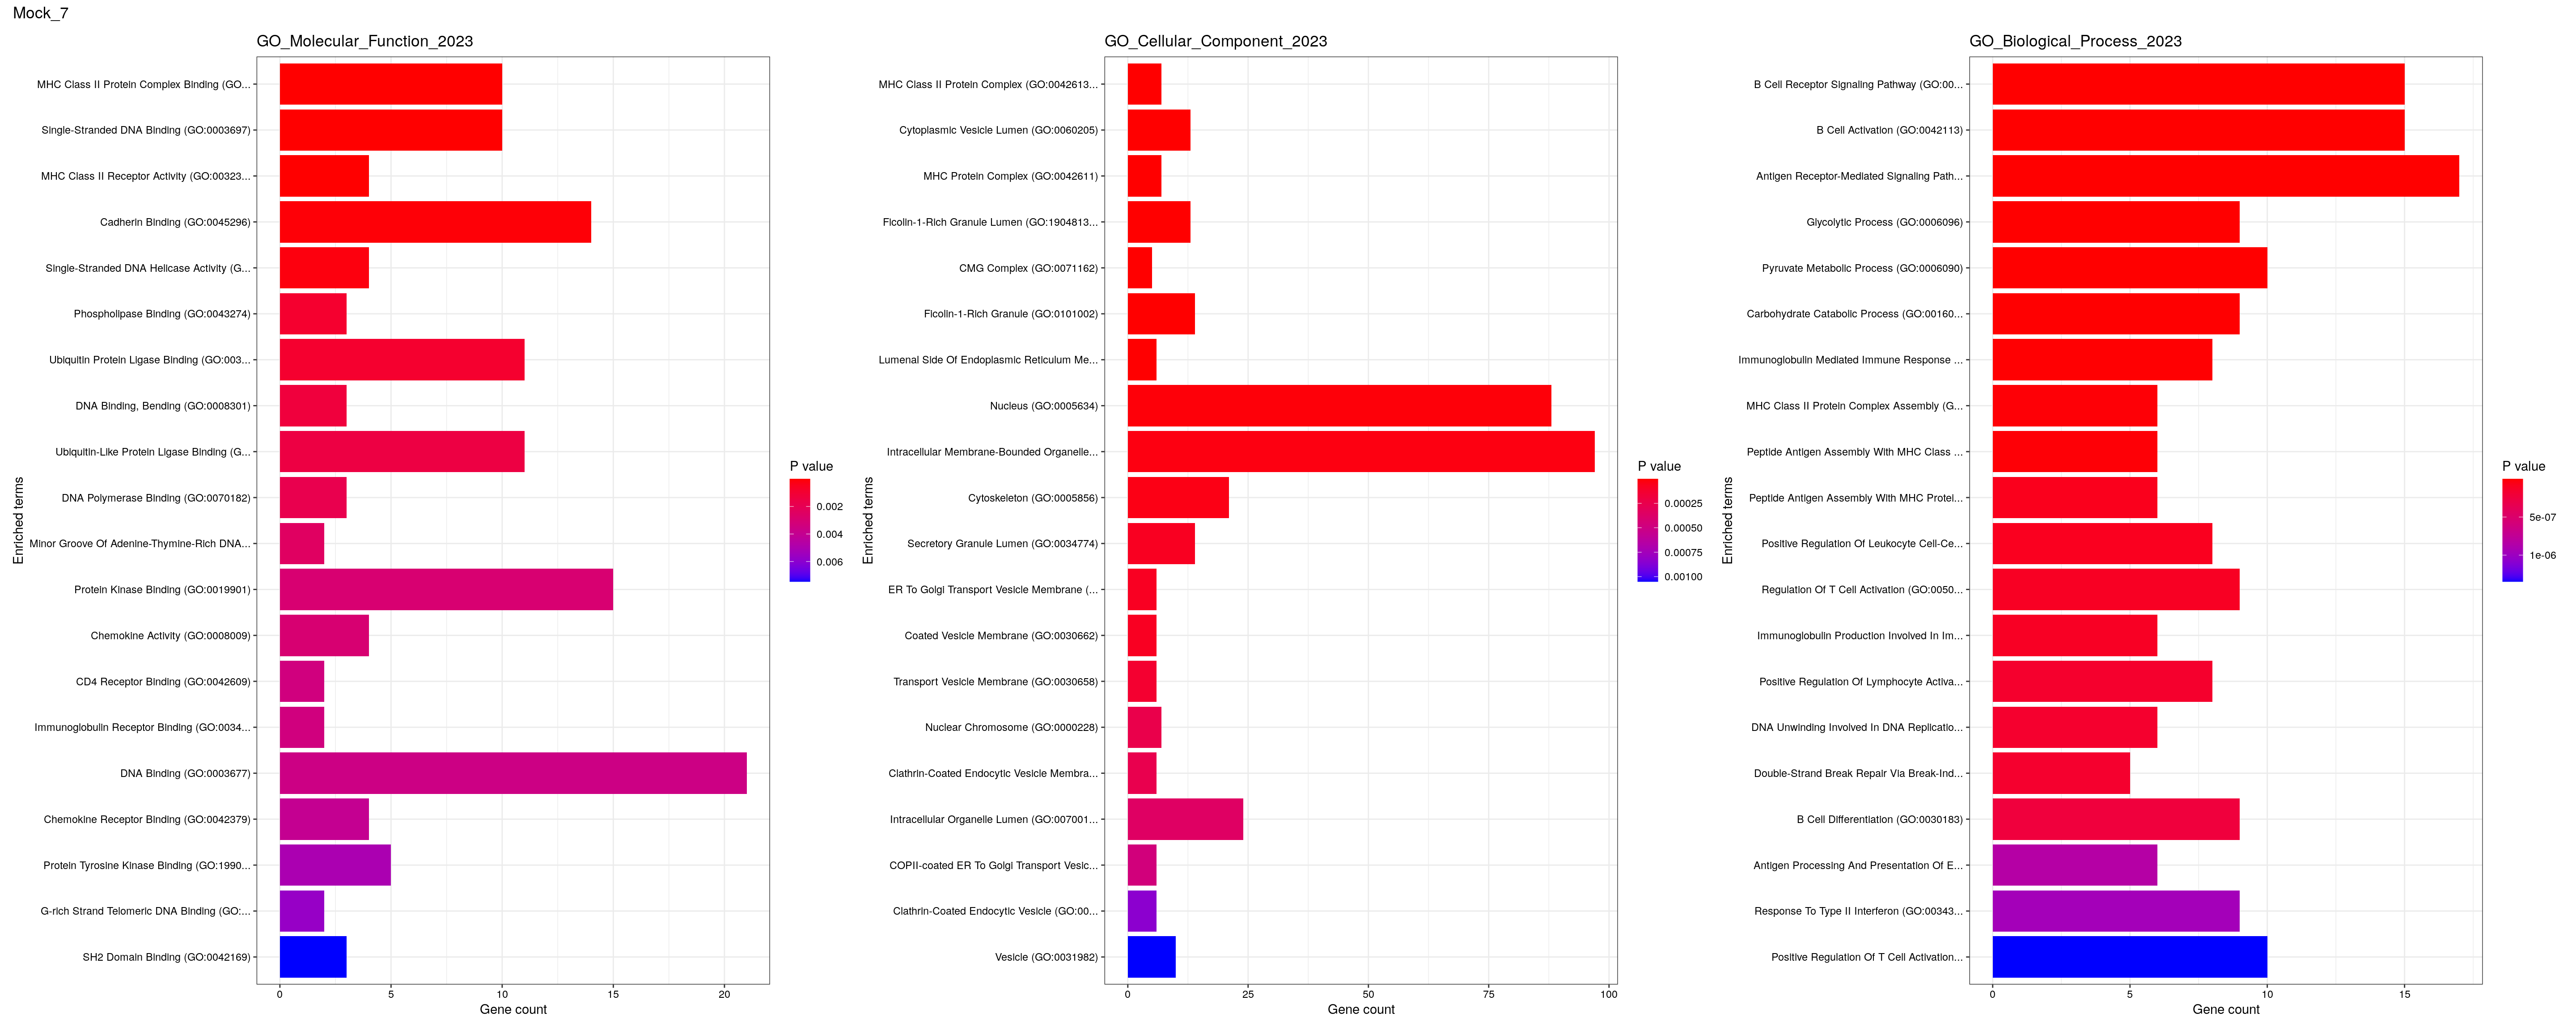 Mock_7
GO_Molecular_Function_2023
MHC Class II Protein Complex Binding (GO...
Single-Stranded DNA Binding (GO:0003697)
MHC Class II Receptor Activity (GO:00323...
Cadherin Binding (GO:0045296)
Single-Stranded DNA Helicase Activity (G...
Phospholipase Binding (GO:0043274)
Ubiquitin Protein Ligase Binding (GO:003...
DNA Binding, Bending (GO:0008301)
Ubiquitin-Like Protein Ligase Binding (G...
DNA Polymerase Binding (GO:0070182)
Minor Groove Of Adenine-Thymine-Rich DNA...
Protein Kinase Binding (GO:0019901)
Chemokine Activity (GO:0008009)
CD4 Receptor Binding (GO:0042609)
Immunoglobulin Receptor Binding (GO:0034...
DNA Binding (GO:0003677)
Chemokine Receptor Binding (GO:0042379)
Protein Tyrosine Kinase Binding (GO:1990...
G-rich Strand Telomeric DNA Binding (GO:...
SH2 Domain Binding (GO:0042169)
Enriched terms
0 5 10 15 20
Gene count
P value
0.002
0.004
0.006
GO_Cellular_Component_2023
MHC Class II Protein Complex (GO:0042613...
Cytoplasmic Vesicle Lumen (GO:0060205)
MHC Protein Complex (GO:0042611)
Ficolin-1-Rich Granule Lumen (GO:1904813...
CMG Complex (GO:0071162)
Ficolin-1-Rich Granule (GO:0101002)
Lumenal Side Of Endoplasmic Reticulum Me...
Nucleus (GO:0005634)
Intracellular Membrane-Bounded Organelle...
Cytoskeleton (GO:0005856)
Secretory Granule Lumen (GO:0034774)
ER To Golgi Transport Vesicle Membrane (...
Coated Vesicle Membrane (GO:0030662)
Transport Vesicle Membrane (GO:0030658)
Nuclear Chromosome (GO:0000228)
Clathrin-Coated Endocytic Vesicle Membra...
Intracellular Organelle Lumen (GO:007001...
COPII-coated ER To Golgi Transport Vesic...
Clathrin-Coated Endocytic Vesicle (GO:00...
Vesicle (GO:0031982)
Enriched terms
0 25 50 75 100
Gene count
P value
0.00025
0.00050
0.00075
0.00100
GO_Biological_Process_2023
B Cell Receptor Signaling Pathway (GO:00...
B Cell Activation (GO:0042113)
Antigen Receptor-Mediated Signaling Path...
Glycolytic Process (GO:0006096)
Pyruvate Metabolic Process (GO:0006090)
Carbohydrate Catabolic Process (GO:00160...
Immunoglobulin Mediated Immune Response ...
MHC Class II Protein Complex Assembly (G...
Peptide Antigen Assembly With MHC Class ...
Peptide Antigen Assembly With MHC Protei...
Positive Regulation Of Leukocyte Cell-Ce...
Regulation Of T Cell Activation (GO:0050...
Immunoglobulin Production Involved In Im...
Positive Regulation Of Lymphocyte Activa...
DNA Unwinding Involved In DNA Replicatio...
Double-Strand Break Repair Via Break-Ind...
B Cell Differentiation (GO:0030183)
Antigen Processing And Presentation Of E...
Response To Type II Interferon (GO:00343...
Positive Regulation Of T Cell Activation...
Enriched terms
0 5 10 15
Gene count
P value
5e-07
1e-06